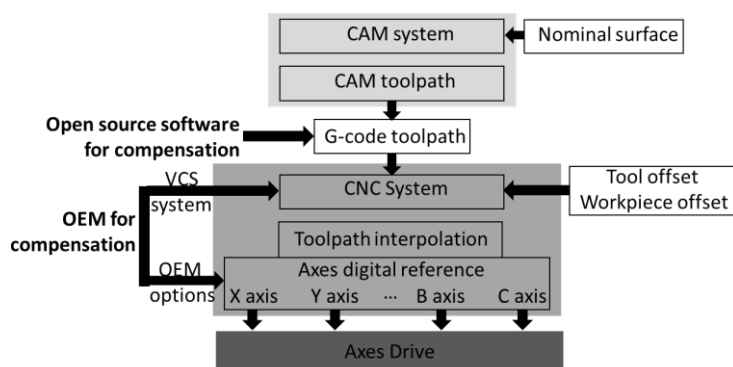 CAM system
Nominal surface
CAM toolpath
Open source software
for compensation
G-code toolpath
VCS
system
CNC System
Tool offset
Workpiece offset
OEM for
compensation
Toolpath interpolation
Axes digital reference
OEM
options
X axis Y axis ... B axis C axis
Axes Drive